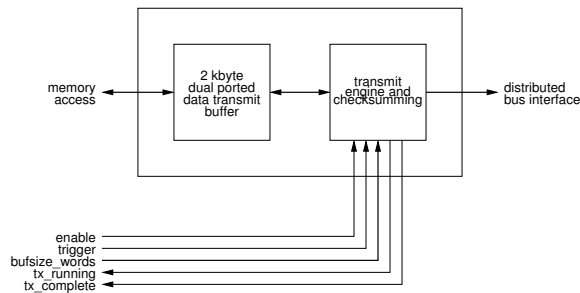 2 kbyte
dual ported
data transmit
buffer
transmit
engine and
checksumming
memory
access
distributed
bus interface
enable
trigger
bufsize_words
tx_running
tx_complete